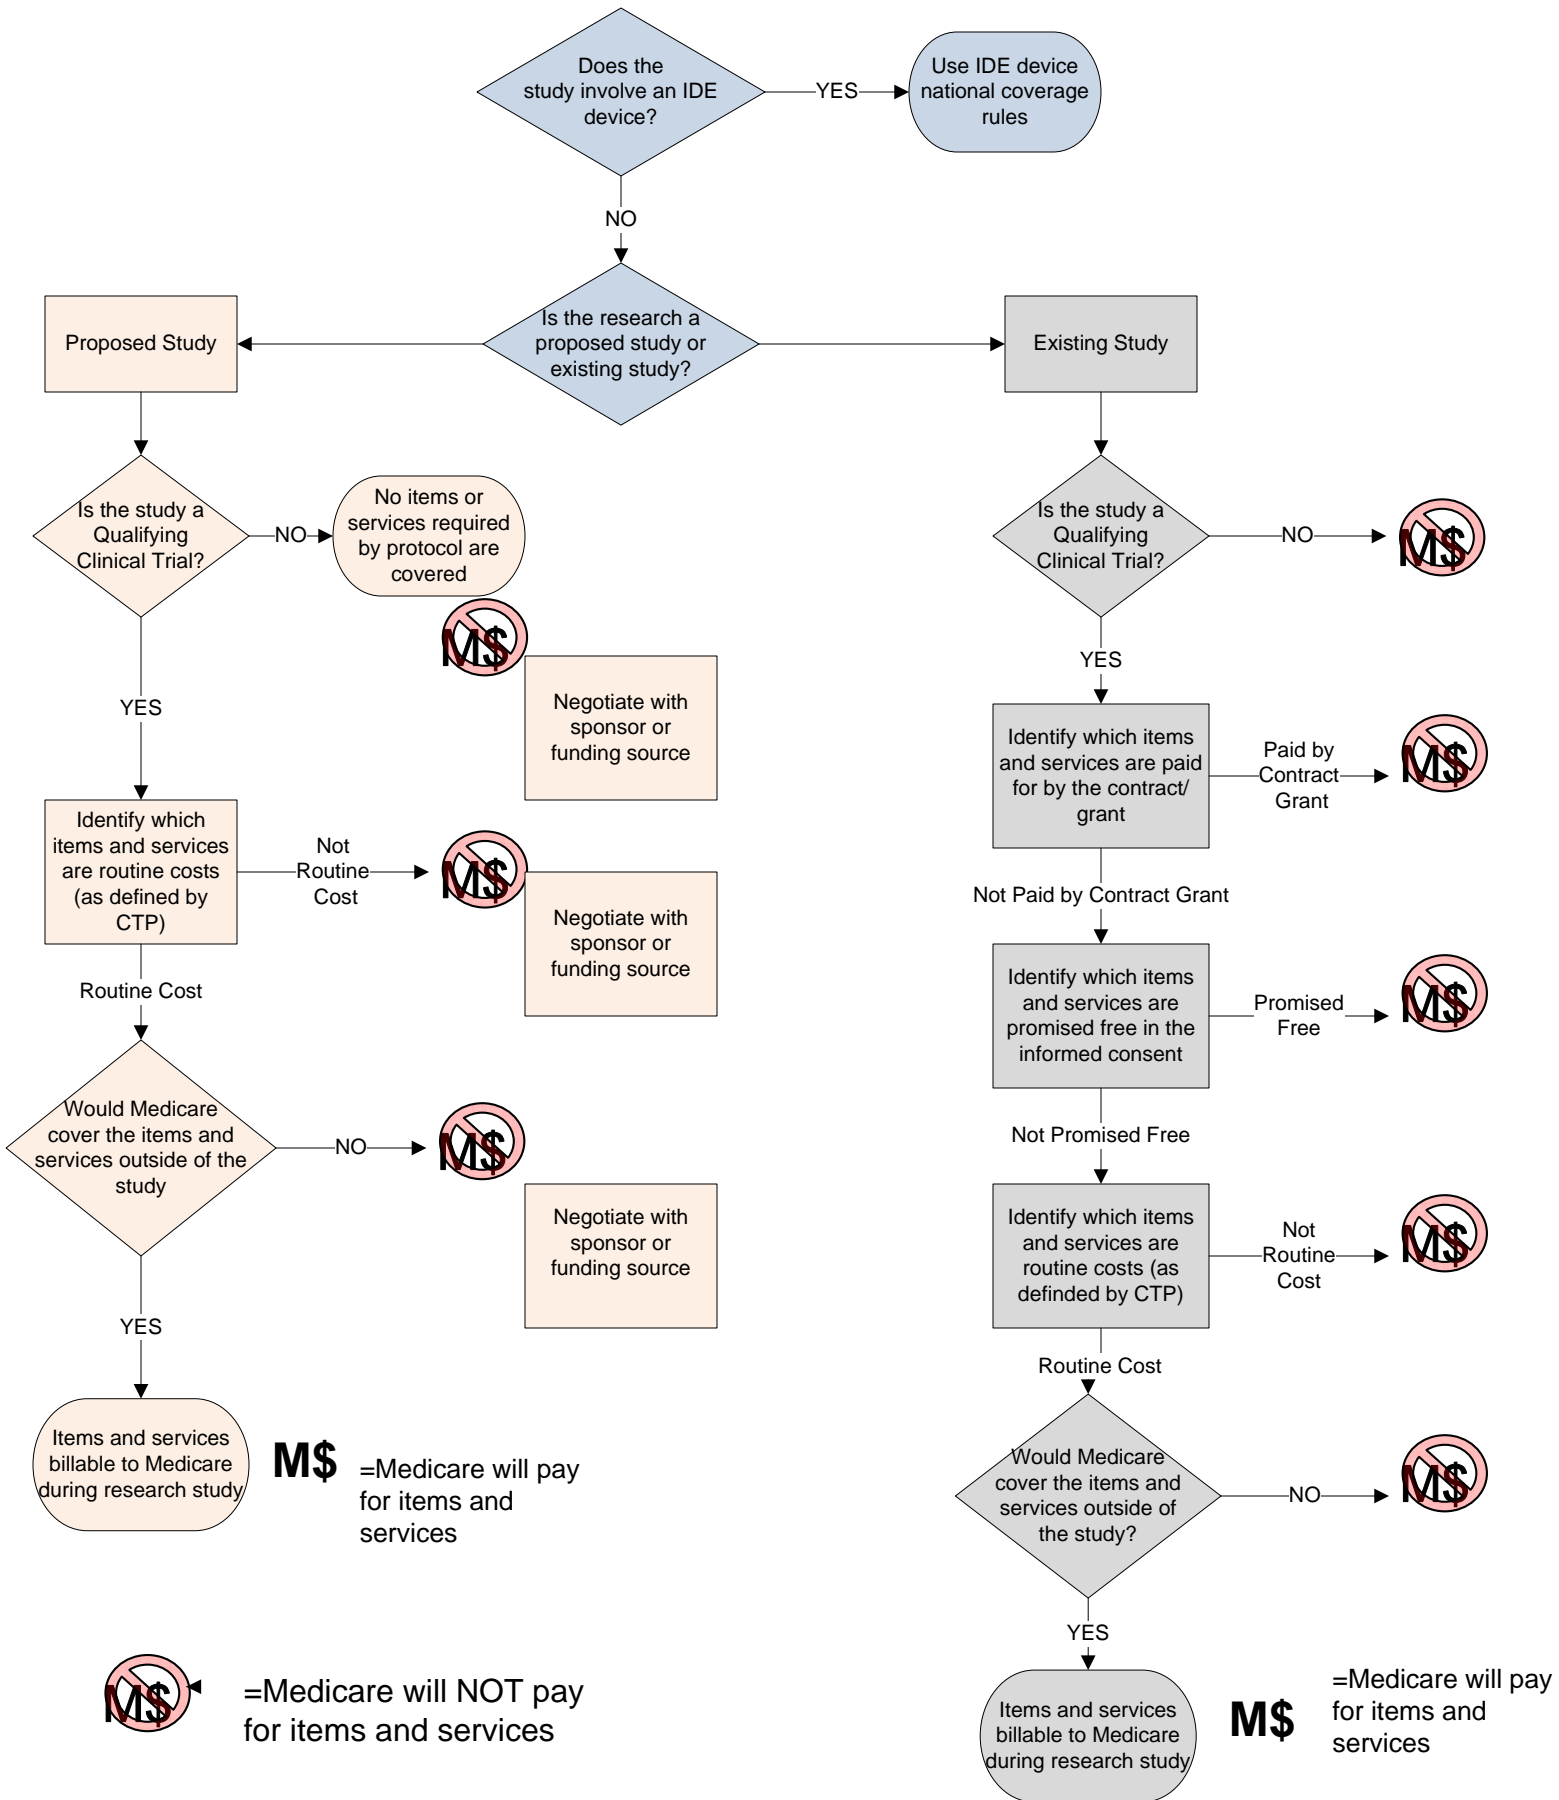 Does the
study involve an IDE
device?
YES
Use IDE device
national coverage
rules
NO
Is the research a
proposed study or
existing study?
Proposed Study
Existing Study
Is the study a
Qualifying
Clinical Trial?
NO
No items or
services required
by protocol are
covered
M$
Negotiate with
sponsor or
funding source
YES
Identify which
items and services
are routine costs
(as defined by
CTP)
Not
Routine
Cost
M$
Negotiate with
sponsor or
funding source
Routine Cost
Would Medicare
cover the items and
services outside of the
study
NO
M$
Negotiate with
sponsor or
funding source
YES
Items and services
billable to Medicare
during research study
M$
=Medicare will pay
for items and
services
M$
=Medicare will NOT pay
for items and services
Is the study a
Qualifying
Clinical Trial?
NO
M$
YES
Identify which items
and services are paid
for by the contract/
grant
Paid by
Contract
Grant
M$
Not Paid by Contract Grant
Identify which items
and services are
promised free in the
informed consent
Promised
Free
M$
Not Promised Free
Identify which items
and services are
routine costs (as
definded by CTP)
Not
Routine
Cost
M$
Routine Cost
Would Medicare
cover the items and
services outside of
the study?
NO
M$
YES
Items and services
billable to Medicare
during research study
M$
=Medicare will pay
for items and
services